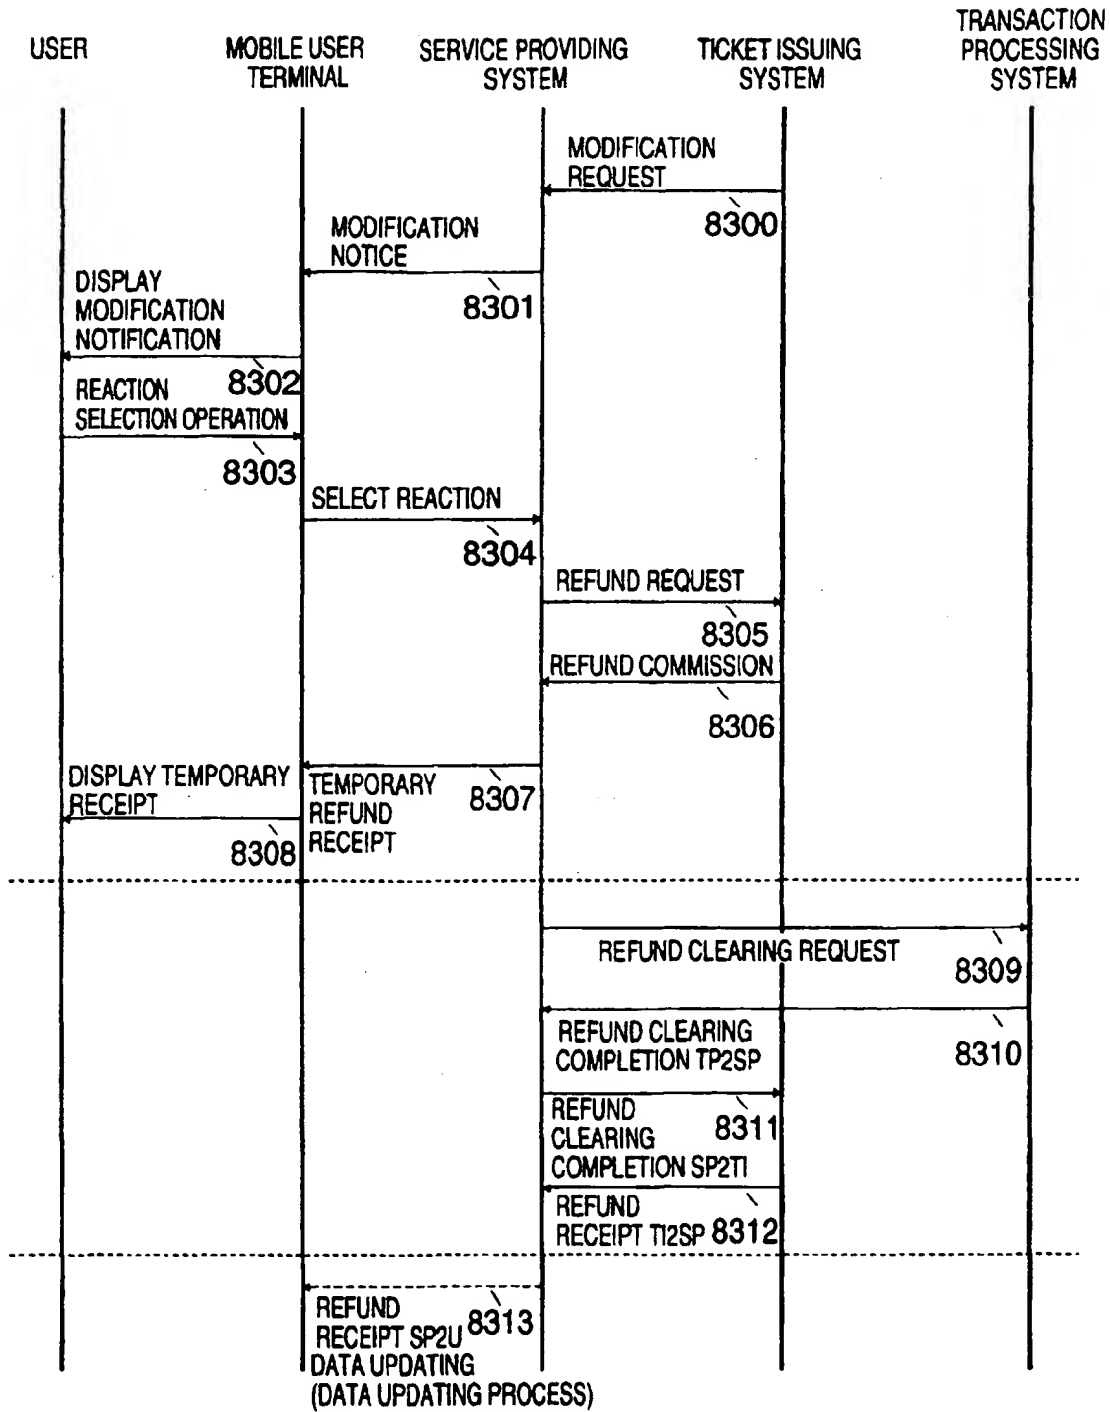 USER
MOBILE USER
TERMINAL
SERVICE PROVIDING
SYSTEM
TICKET ISSUING
SYSTEM
TRANSACTION
PROCESSING
SYSTEM
MODIFICATION
REQUEST
8300
MODIFICATION
NOTICE
8301
DISPLAY
MODIFICATION
NOTIFICATION
8302
REACTION
SELECTION OPERATION
8303
SELECT REACTION
8304
REFUND REQUEST
8305
REFUND COMMISSION
8306
TEMPORARY
REFUND
RECEIPT
8307
DISPLAY TEMPORARY
RECEIPT
8308
REFUND CLEARING REQUEST
8309
REFUND CLEARING
COMPLETION TP2SP
8310
REFUND
CLEARING
COMPLETION SP2TI
8311
REFUND
RECEIPT TI2SP
8312
REFUND
RECEIPT SP2U
8313
DATA UPDATING
(DATA UPDATING PROCESS)